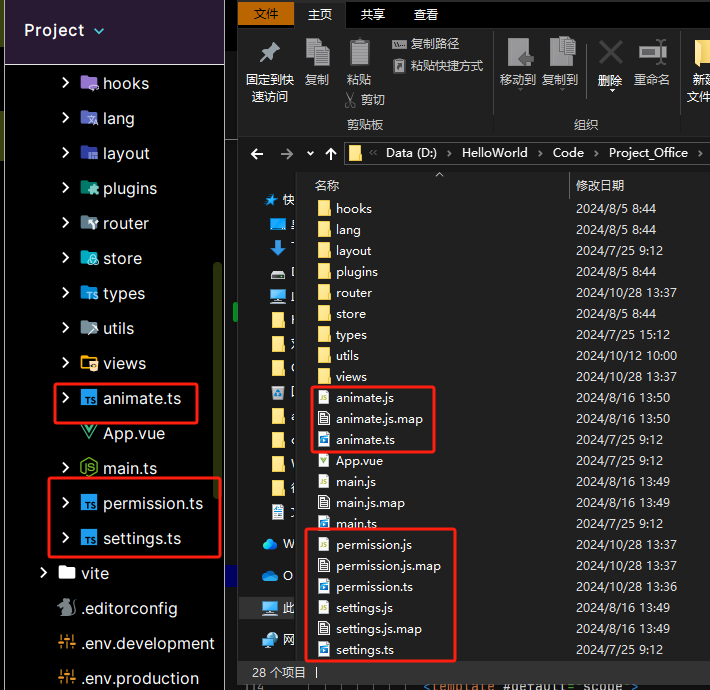 Project
hooks
lang
layout
plugins
router
store
types
utils
views
animate.ts
App.vue
main.ts
permission.ts
settings.ts
vite
.editorconfig
.env.development
.env.production
文件 主页 共享 查看
固定到快
速访问
复制
粘贴
复制路径
粘贴快捷方式
剪切
移动到 复制到 删除 重命名
剪贴板 组织
Data (D:) HelloWorld Code Project_Office
名称 修改日期
hooks 2024/8/5 8:44
lang 2024/8/5 8:44
layout 2024/7/25 9:12
plugins 2024/8/5 8:44
router 2024/10/28 13:37
store 2024/8/5 8:44
types 2024/7/25 15:12
utils 2024/10/12 10:00
views 2024/10/28 13:37
animate.js 2024/8/16 13:50
animate.js.map 2024/8/16 13:50
animate.ts 2024/7/25 9:12
App.vue 2024/7/25 9:12
main.js 2024/8/16 13:49
main.js.map 2024/8/16 13:49
main.ts 2024/7/25 9:12
permission.js 2024/10/28 13:37
permission.js.map 2024/10/28 13:37
permission.ts 2024/10/28 13:36
settings.js 2024/8/16 13:49
settings.js.map 2024/8/16 13:49
settings.ts 2024/7/25 9:12
28 个项目